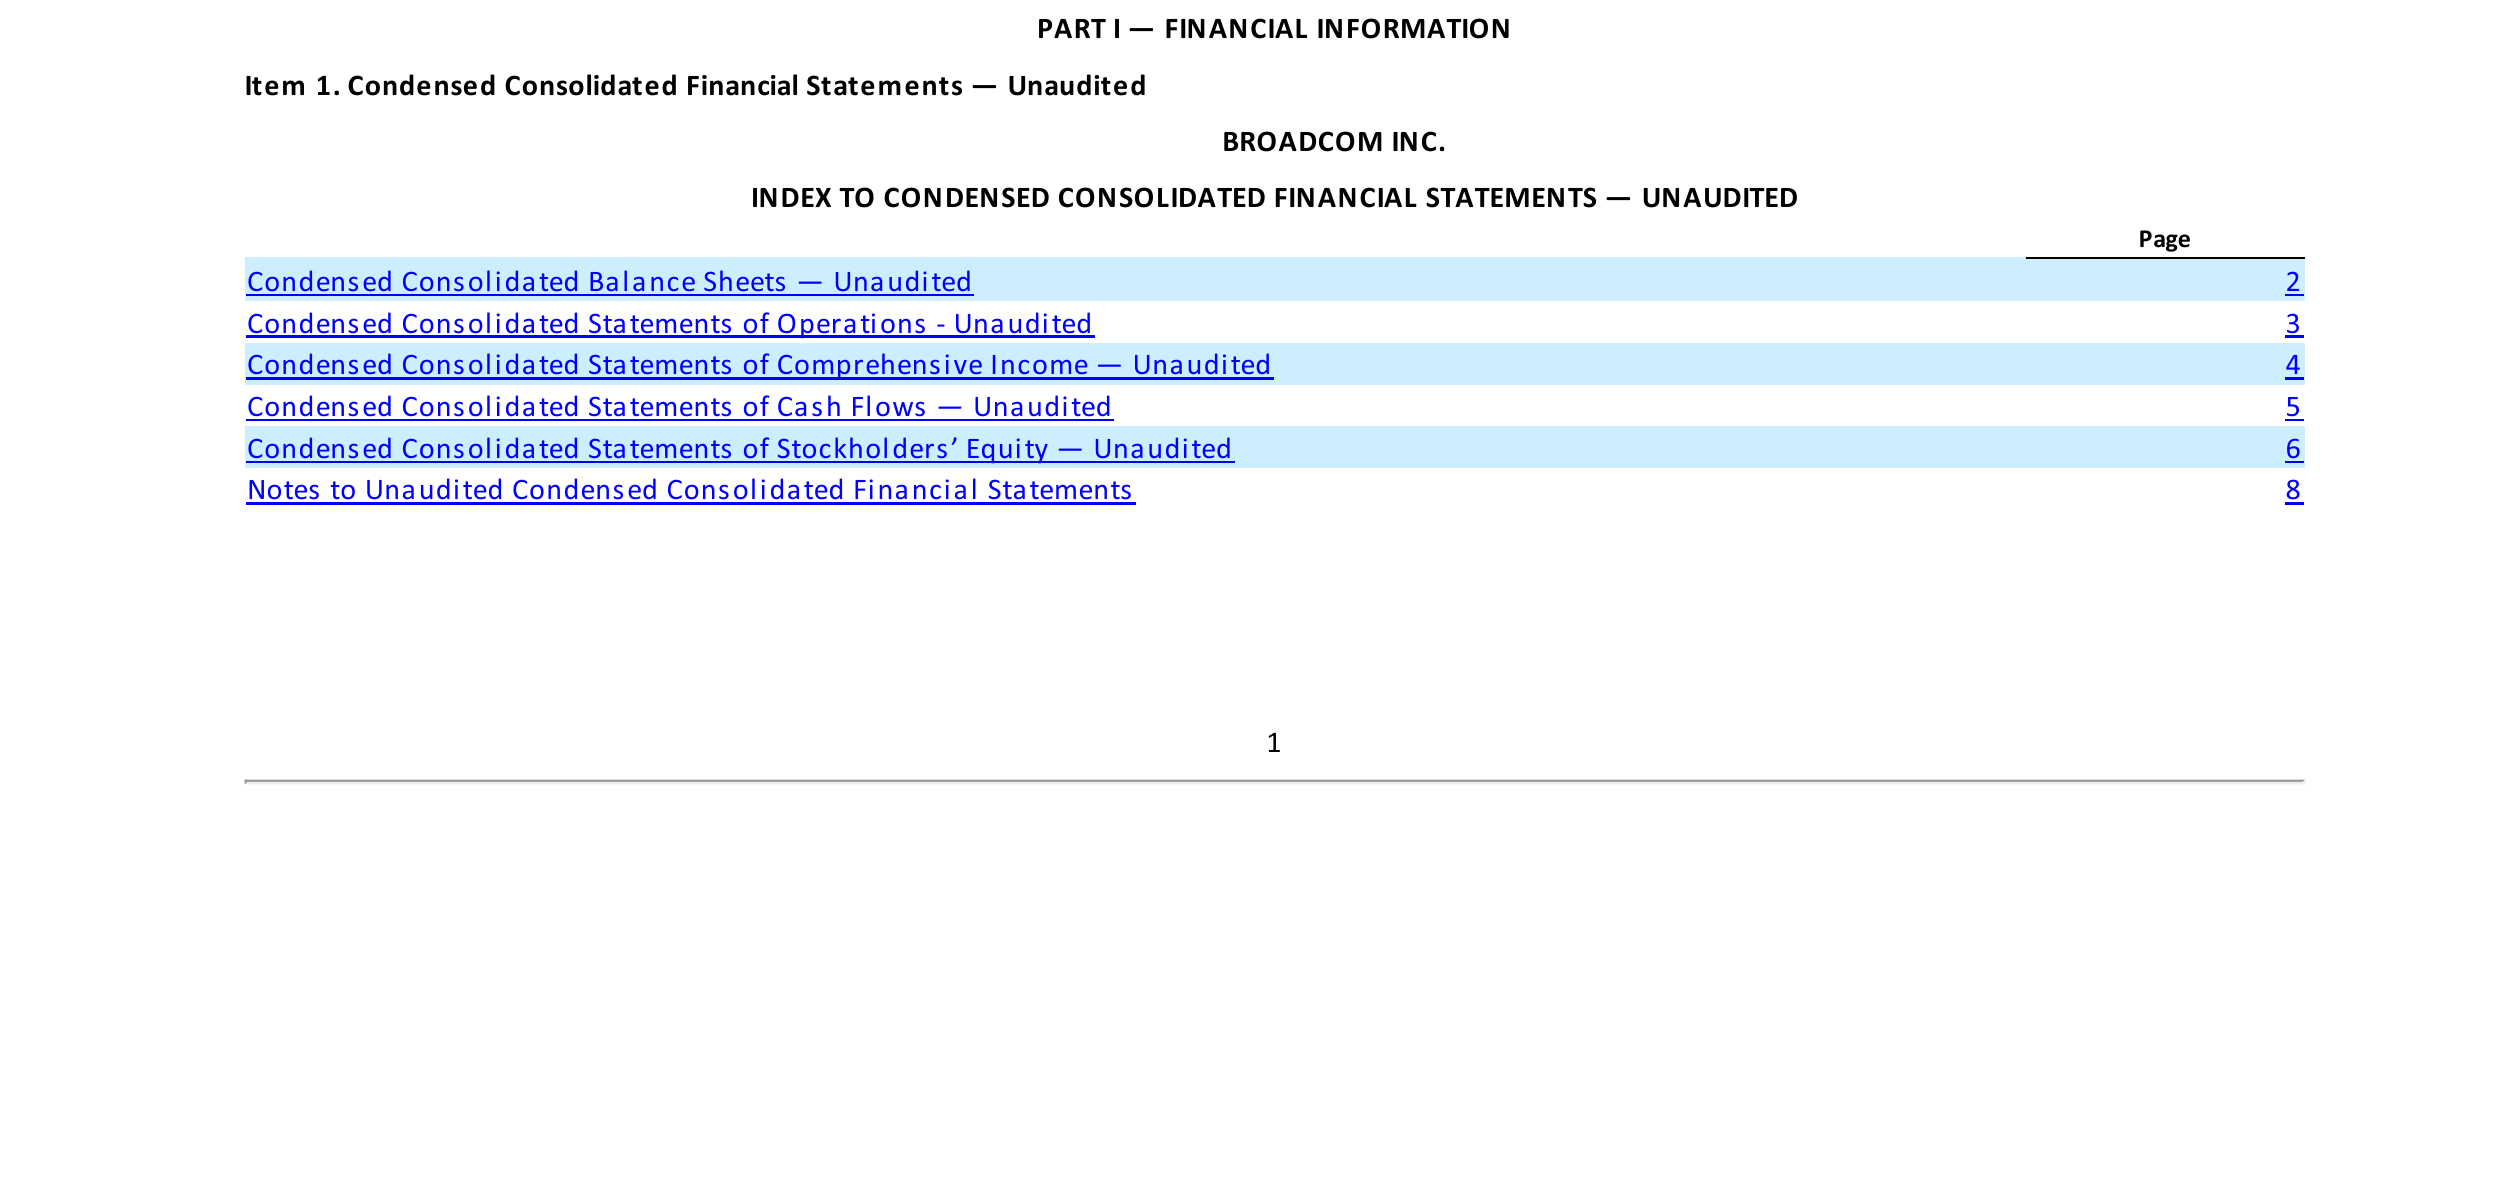 PART I — FINANCIAL INFORMATION
Item 1. Condensed Consolidated Financial Statements — Unaudited
BROADCOM INC.
INDEX TO CONDENSED CONSOLIDATED FINANCIAL STATEMENTS — UNAUDITED
Page
Condensed Consolidated Balance Sheets — Unaudited 2
Condensed Consolidated Statements of Operations - Unaudited 3
Condensed Consolidated Statements of Comprehensive Income — Unaudited 4
Condensed Consolidated Statements of Cash Flows — Unaudited 5
Condensed Consolidated Statements of Stockholders’ Equity — Unaudited 6
Notes to Unaudited Condensed Consolidated Financial Statements 8
1